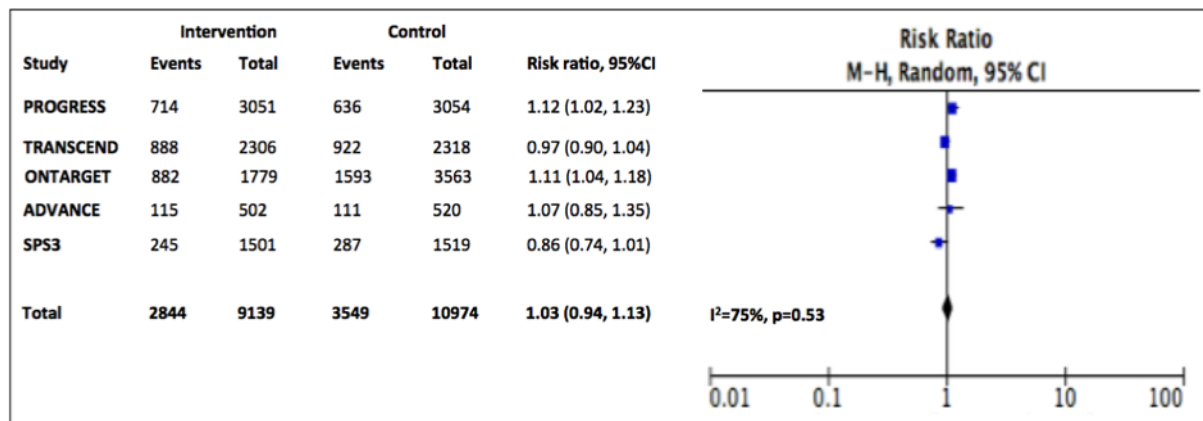 Intervention Control
Study Events Total Events Total Risk ratio, 95%CI
PROGRESS 714 3051 636 3054 1.12 (1.02, 1.23)
TRANSCEND 888 2306 922 2318 0.97 (0.90, 1.04)
ONTARGET 882 1779 1593 3563 1.11 (1.04, 1.18)
ADVANCE 115 502 111 520 1.07 (0.85, 1.35)
SPS3 245 1501 287 1519 0.86 (0.74, 1.01)
Total 2844 9139 3549 10974 1.03 (0.94, 1.13) I²=75%, p=0.53
Risk Ratio
M-H, Random, 95% CI
0.01 0.1 1 10 100